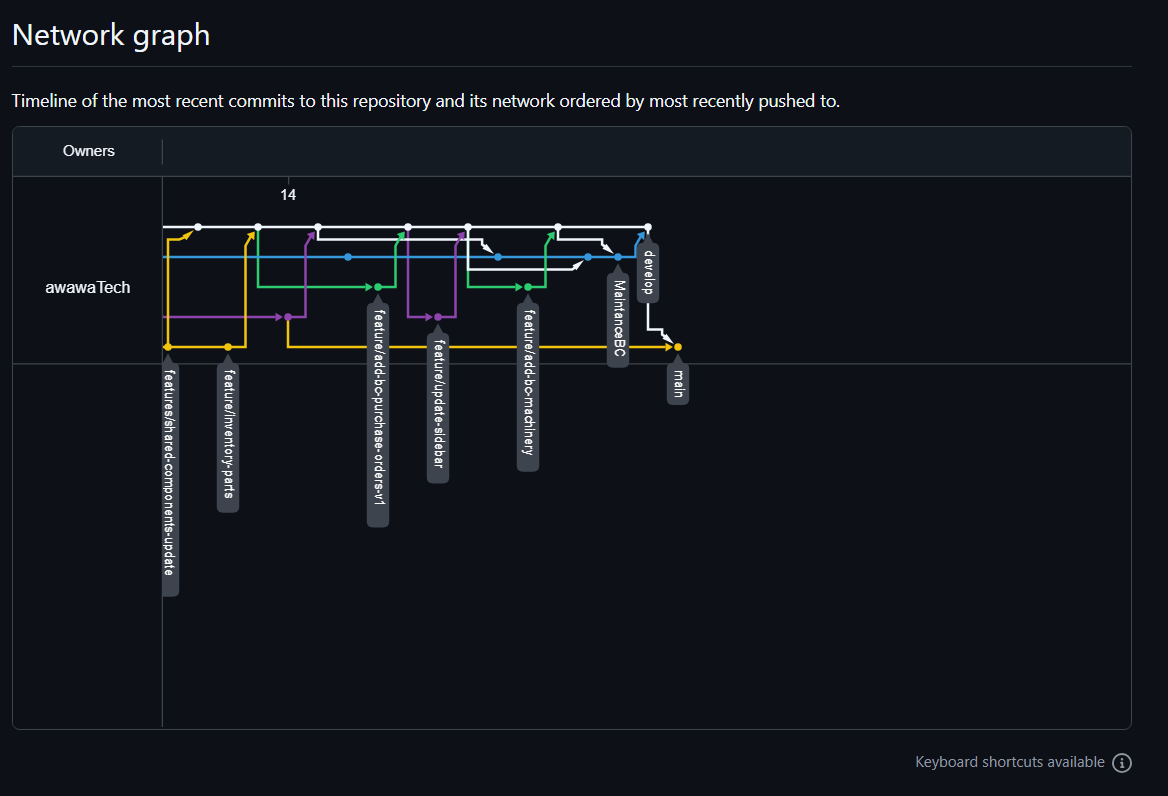 Network graph
Timeline of the most recent commits to this repository and its network ordered by most recently pushed to.
Owners
14
awawaTech
develop
MaintanceBC
main
features/shared-components-update
feature/inventory-parts
feature/add-bc-purchase-orders-v1
feature/update-sidebar
feature/add-bc-machinery
Keyboard shortcuts available